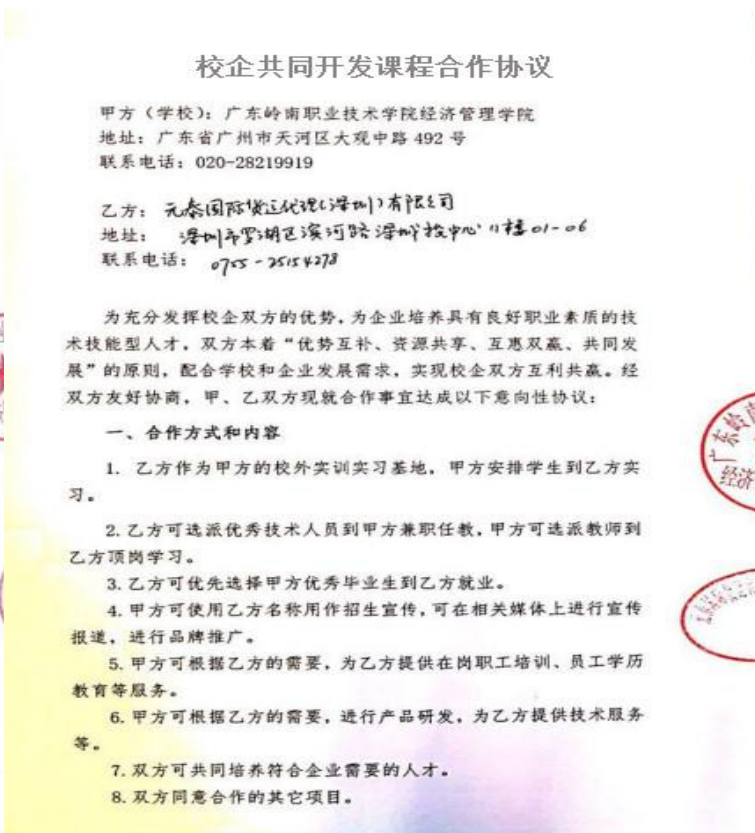 校企共同开发课程合作协议
甲方（学校）：广东岭南职业技术学院经济管理学院
地址：广东省广州市天河区大观中路 492 号
联系电话：020-28219919
乙方：元泰国际货运代理(深圳)有限公司
地址：深圳市罗湖区滨河路深圳中心11楼01-06
联系电话：0755-25154278
为充分发挥校企双方的优势，为企业培养具有良好职业素质的技
术技能型人才，双方本着“优势互补、资源共享、互惠双赢、共同发
展”的原则，配合学校和企业发展需求，实现校企双方互利共赢。经
双方友好协商，甲、乙双方现就合作事宜达成以下意向性协议：
一、合作方式和内容
1. 乙方作为甲方的校外实训实习基地，甲方安排学生到乙方实
习。
2.乙方可选派优秀技术人员到甲方兼职任教，甲方可选派教师到
乙方顶岗学习。
3.乙方可优先选择甲方优秀毕业生到乙方就业。
4.甲方可使用乙方名称用作招生宣传，可在相关媒体上进行宣传
报道，进行品牌推广。
5.甲方可根据乙方的需要，为乙方提供在岗职工培训、员工学历
教育等服务。
6.甲方可根据乙方的需要，进行产品研发，为乙方提供技术服务
等。
7.双方可共同培养符合企业需要的人才。
8.双方同意合作的其它项目。
广东岭南
经济